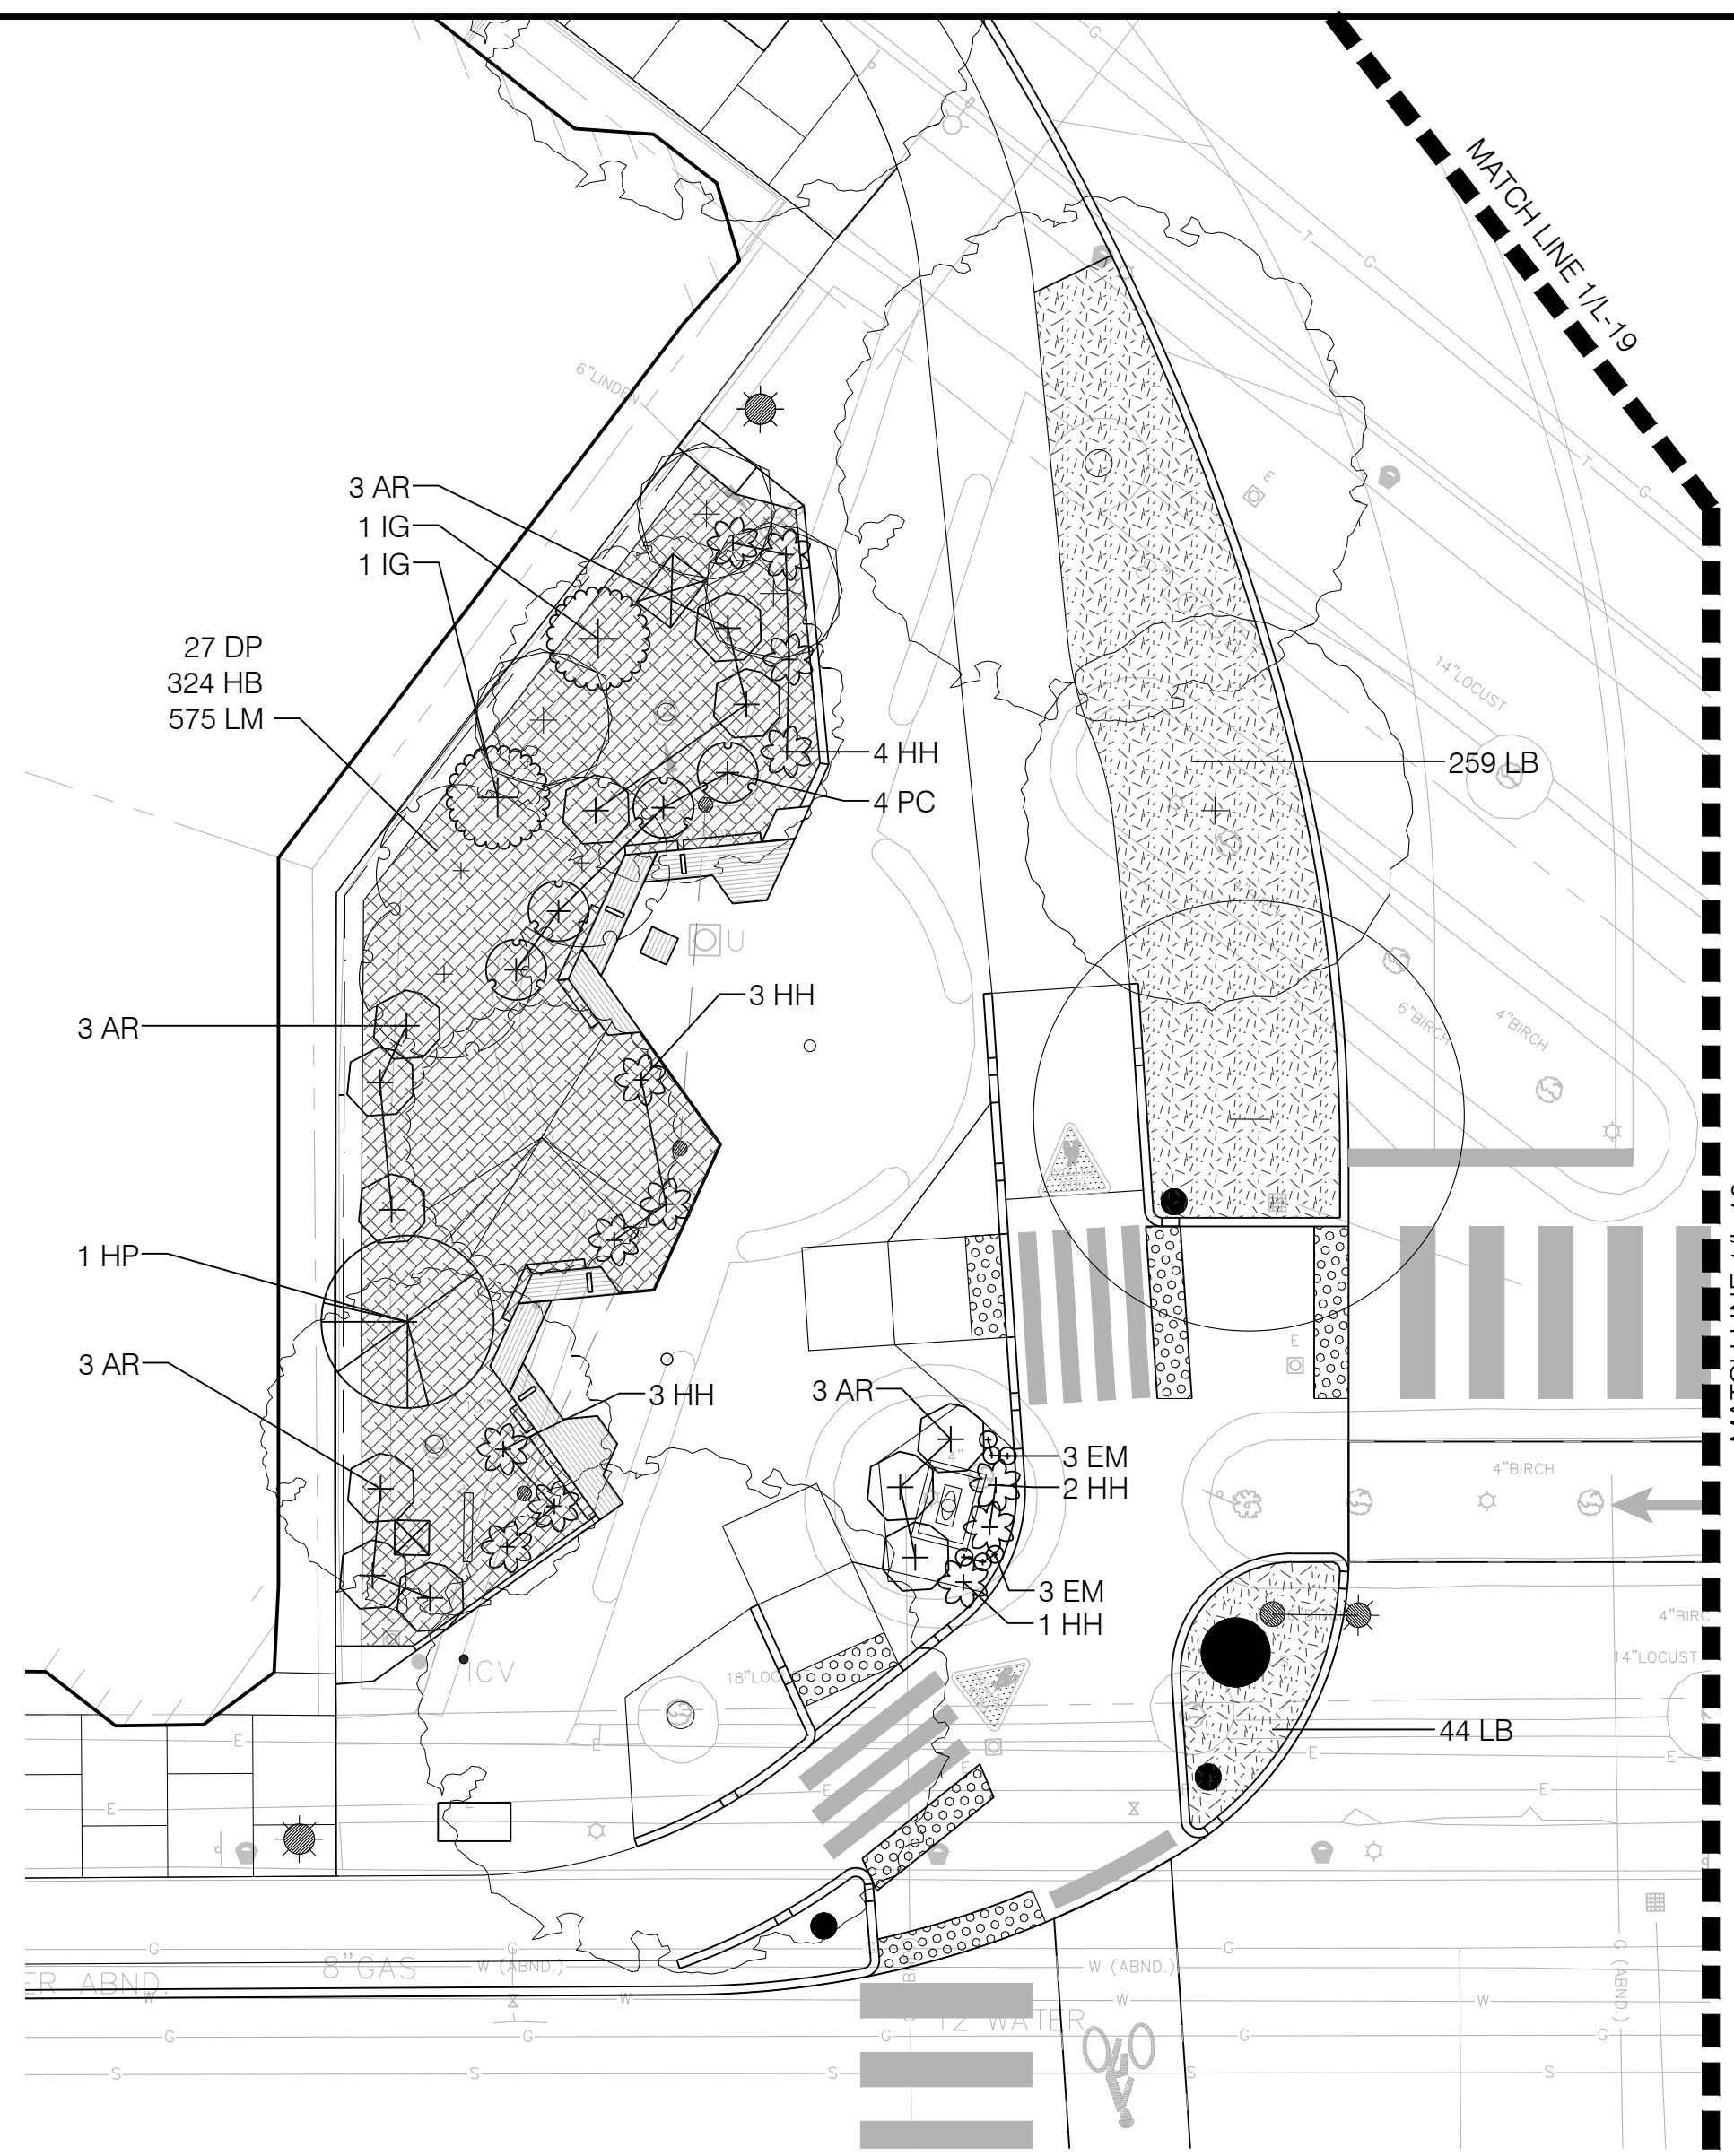 G
MATCH LINE 1/L-19
T
G
6"LINDEN
3 AR
1 IG
1 IG
E
T
G
27 DP
324 HB
575 LM
14"LOCUST
4 HH
259 LB
4 PC
U
3 HH
3 AR
6"BIRCH
4"BIRCH
1 HP
E
3 AR
3 HH
3 AR
4"
3 EM
2 HH
4"BIRCH
3 EM
1 HH
4"BIRC
ICV
18"LOCUST
14"LOCUST
44 LB
E
E
E
E
E
E
E
E
E
G
G
G
G
8"GAS
W (ABND.)
W (ABND.)
G (ABND.)
ER ABND.
W
W
W
W
12 WATER
G
G
G
G
G
S
S
S
S
S